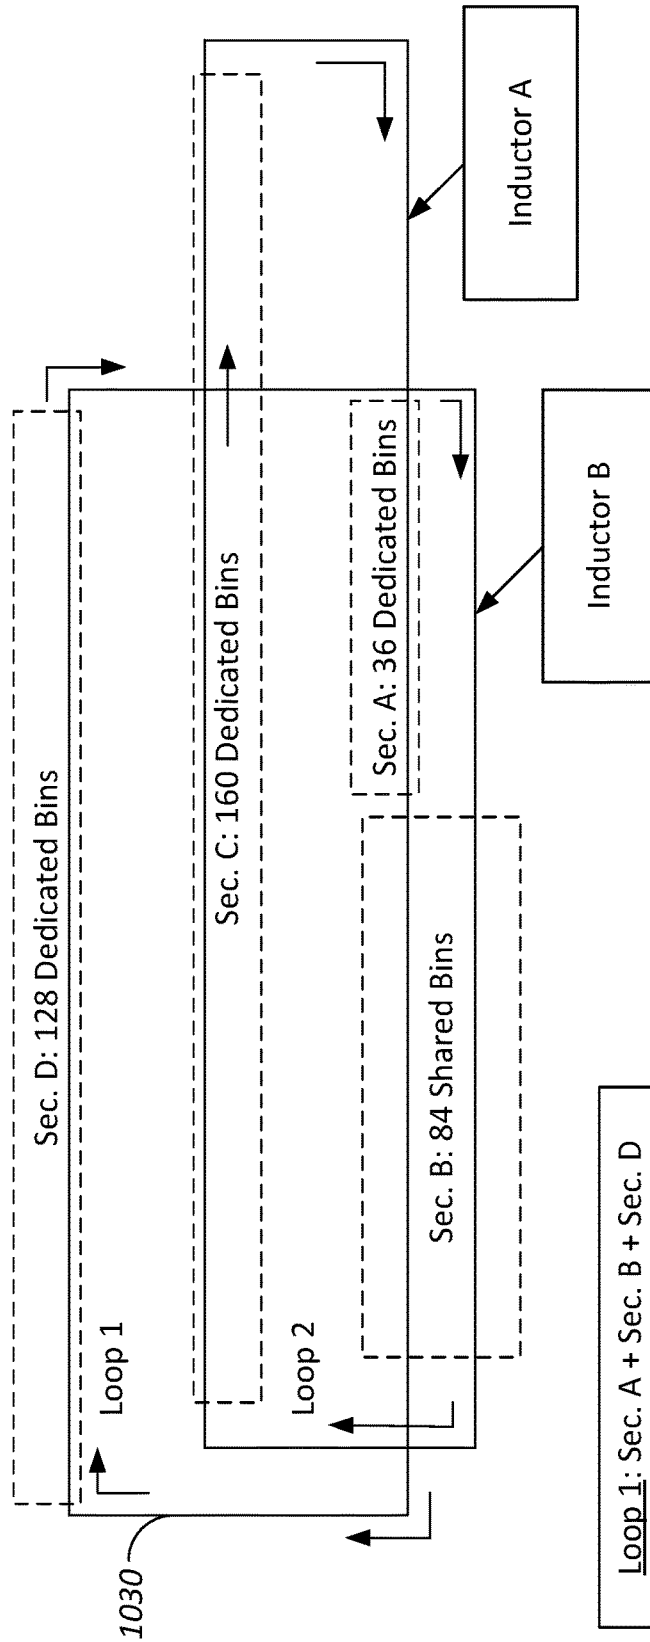 Sec. D: 128 Dedicated Bins
Loop 1
1030
Sec. C: 160 Dedicated Bins
Loop 2
Sec. A: 36 Dedicated Bins
Sec. B: 84 Shared Bins
Inductor A
Inductor B
Loop 1: Sec. A + Sec. B + Sec. D